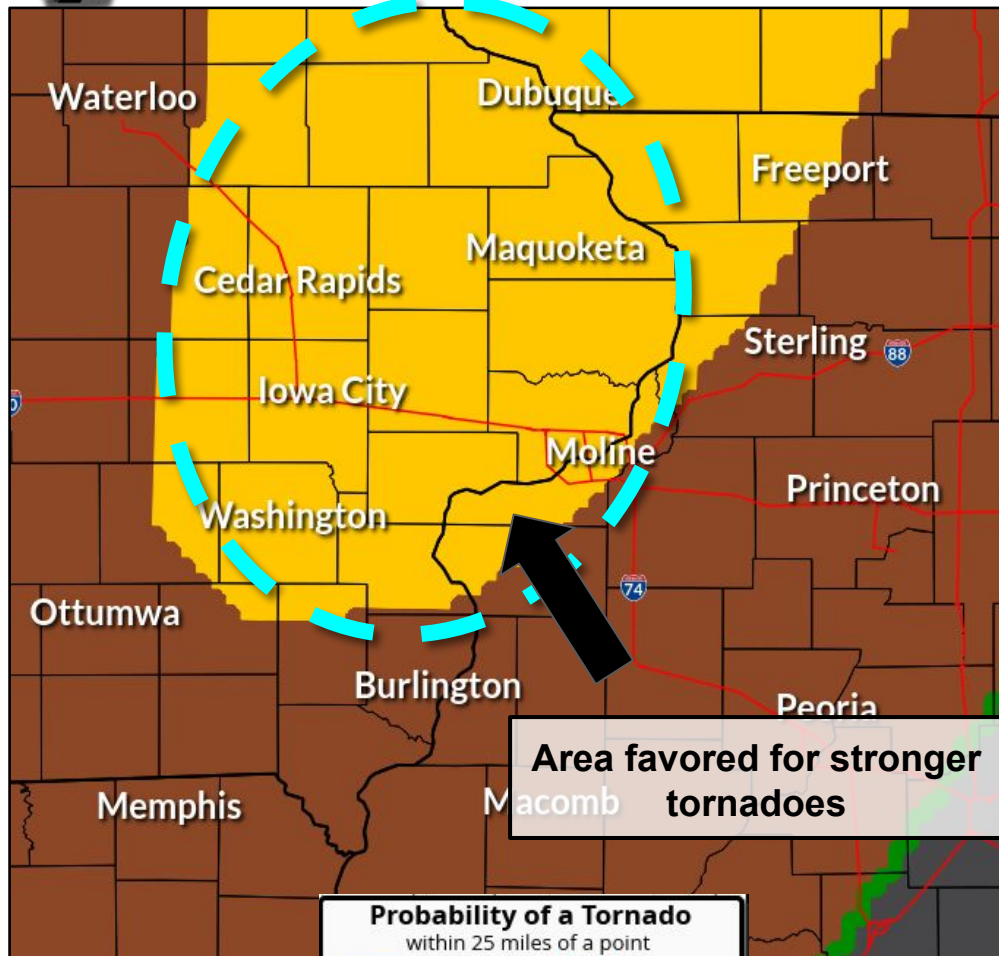 Waterloo
Dubuque
Freeport
Maquoketa
Cedar Rapids
Sterling
88
Iowa City
0
Moline
Princeton
Washington
74
Ottumwa
Burlington
Peoria
Area favored for stronger
tornadoes
Memphis
Macomb
Probability of a Tornado
within 25 miles of a point